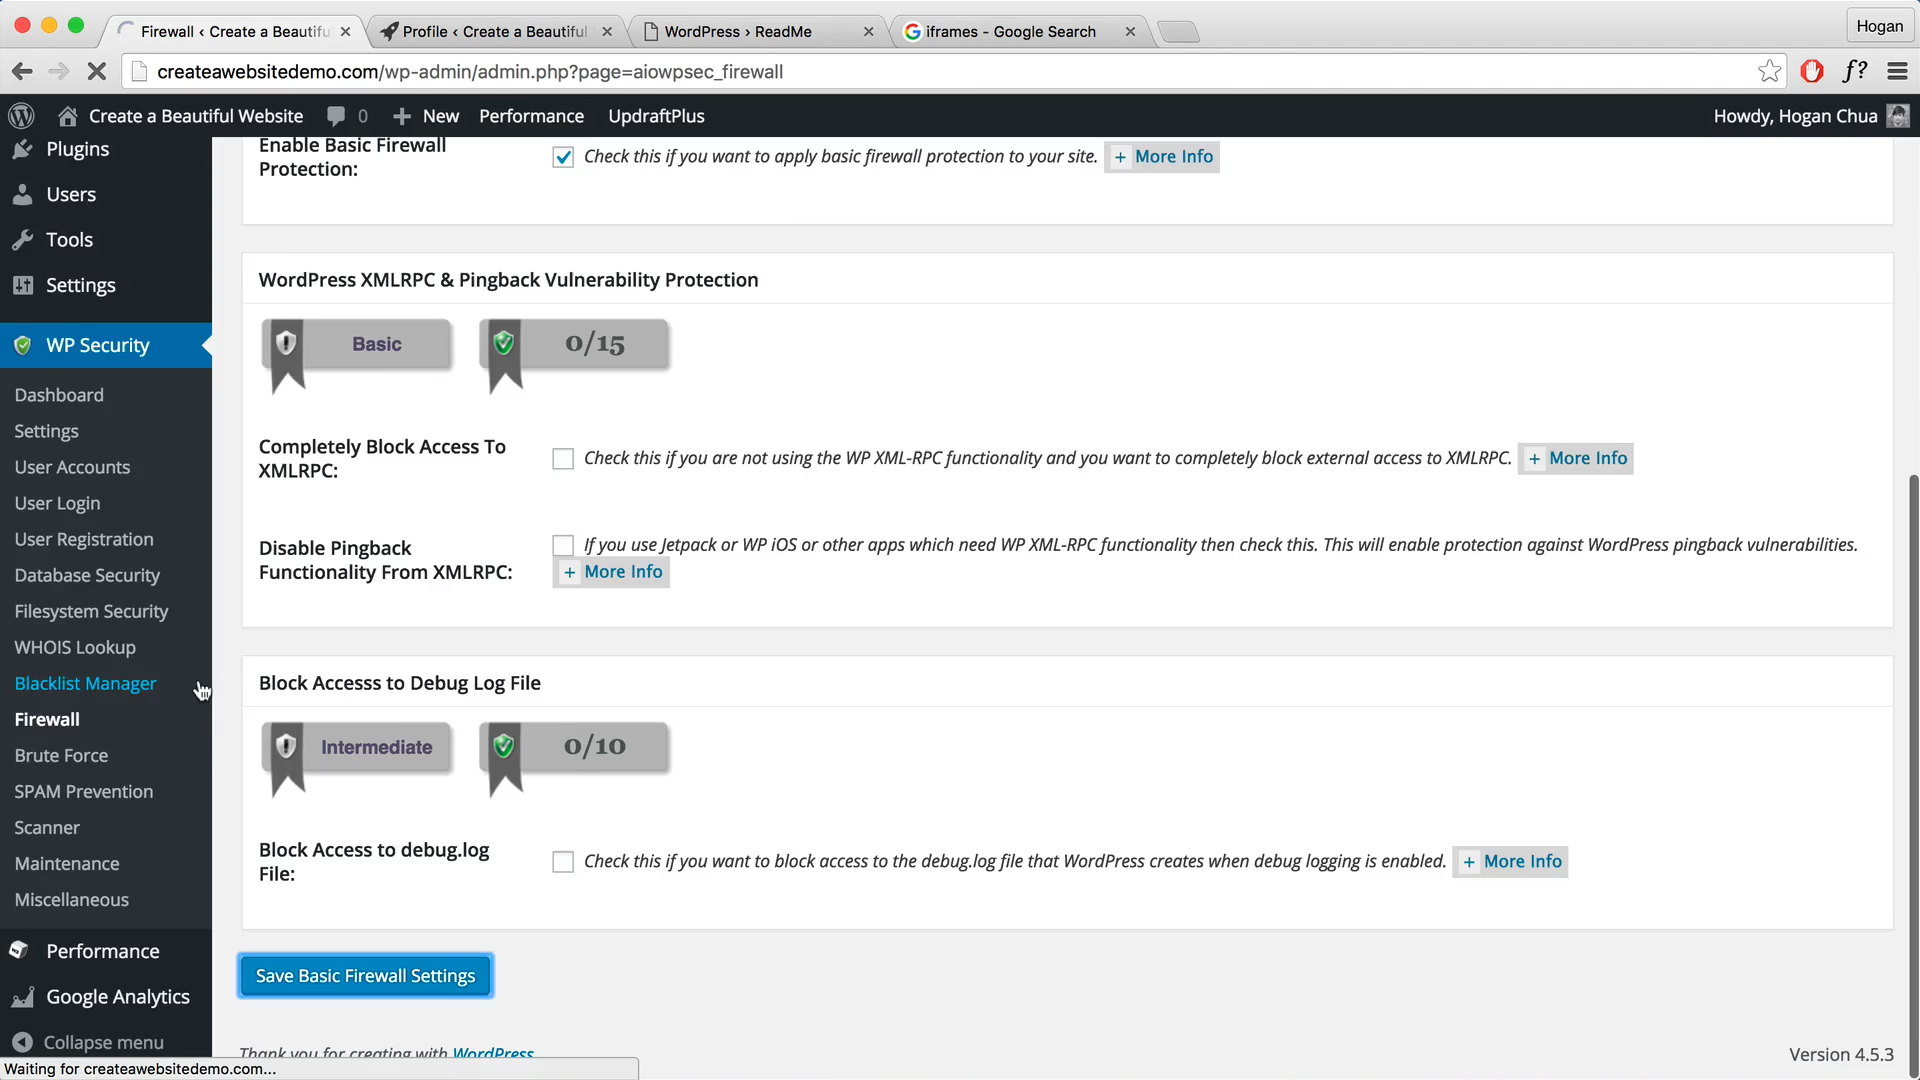 Firewall ‹ Create a Beautifu
Profile ‹ Create a Beautiful
WordPress › ReadMe
iframes - Google Search
Hogan
createawebsitedemo.com/wp-admin/admin.php?page=aiowpsec_firewall
f?
Create a Beautiful Website
0
+ New
Performance
UpdraftPlus
Howdy, Hogan Chua
Plugins
Users
Tools
Settings
WP Security
Dashboard
Settings
User Accounts
User Login
User Registration
Database Security
Filesystem Security
WHOIS Lookup
Blacklist Manager
Firewall
Brute Force
SPAM Prevention
Scanner
Maintenance
Miscellaneous
Performance
Google Analytics
Collapse menu
Enable Basic Firewall
Protection:
Check this if you want to apply basic firewall protection to your site. + More Info
WordPress XMLRPC & Pingback Vulnerability Protection
Basic
0/15
Completely Block Access To
XMLRPC:
Check this if you are not using the WP XML-RPC functionality and you want to completely block external access to XMLRPC. + More Info
Disable Pingback
Functionality From XMLRPC:
If you use Jetpack or WP iOS or other apps which need WP XML-RPC functionality then check this. This will enable protection against WordPress pingback vulnerabilities.
+ More Info
Block Accesss to Debug Log File
Intermediate
0/10
Block Access to debug.log
File:
Check this if you want to block access to the debug.log file that WordPress creates when debug logging is enabled. + More Info
Save Basic Firewall Settings
Thank you for creating with WordPress
Version 4.5.3
Waiting for createawebsitedemo.com...